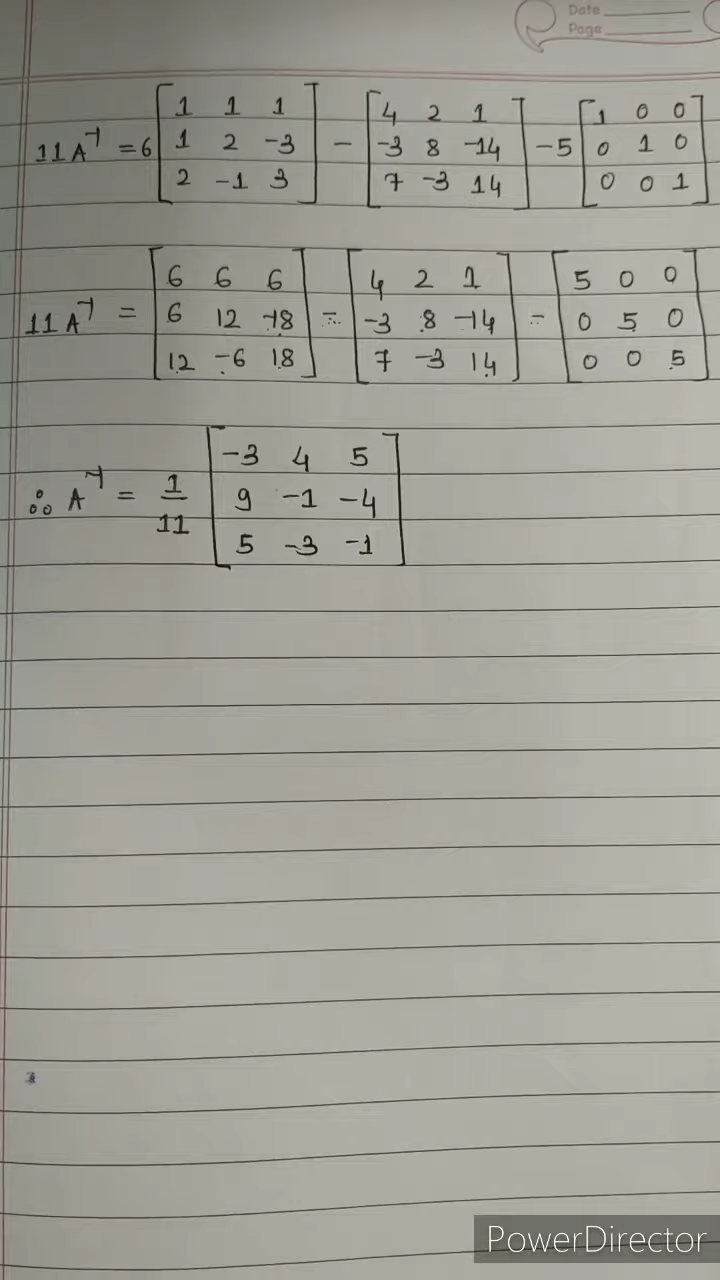 Date
Page
11 A⁻¹ = 6 [1 1 1; 1 2 -3; 2 -1 3] - [4 2 1; -3 8 -14; 7 -3 14] - 5 [1 0 0; 0 1 0; 0 0 1]
11 A⁻¹ = [6 6 6; 6 12 -18; 12 -6 18] - [4 2 1; -3 8 -14; 7 -3 14] - [5 0 0; 0 5 0; 0 0 5]
∴ A⁻¹ = 1/11 [-3 4 5; 9 -1 -4; 5 -3 -1]
PowerDirector